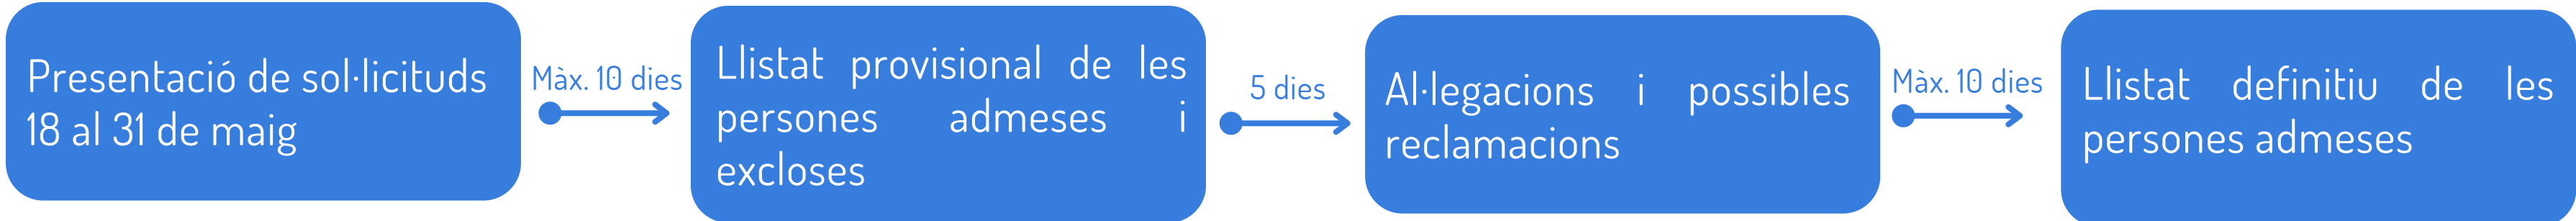 Presentació de sol·licituds
18 al 31 de maig
Màx. 10 dies
Llistat provisional de les
persones admeses i
excloses
5 dies
Al·legacions i possibles
reclamacions
Màx. 10 dies
Llistat definitiu de les
persones admeses